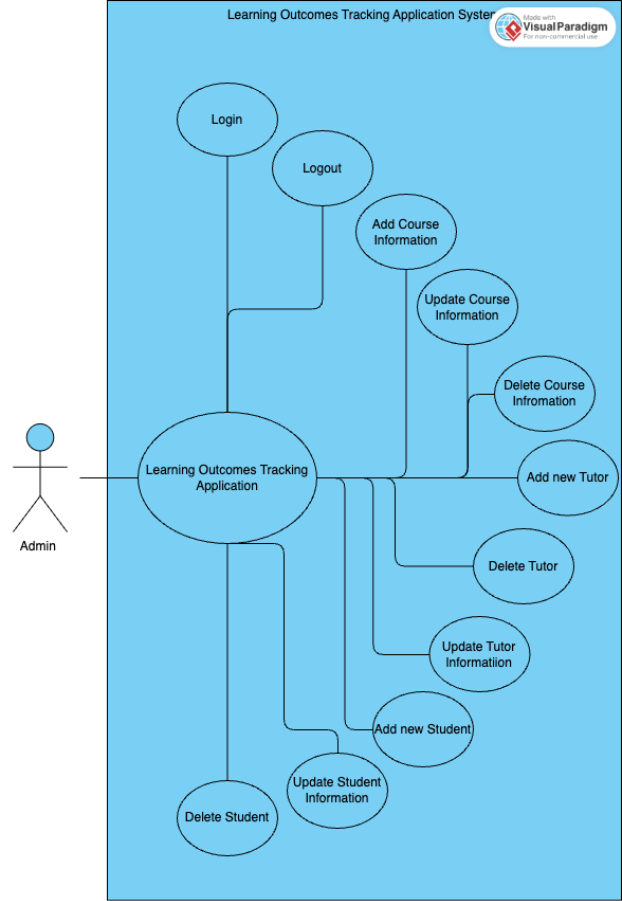 Learning Outcomes Tracking Application System
Made with
Visual Paradigm
For non-commercial use
Login
Logout
Add Course
Information
Update Course
Information
Delete Course
Infromation
Learning Outcomes Tracking
Application
Add new Tutor
Admin
Delete Tutor
Update Tutor
Informatiion
Add new Student
Update Student
Information
Delete Student